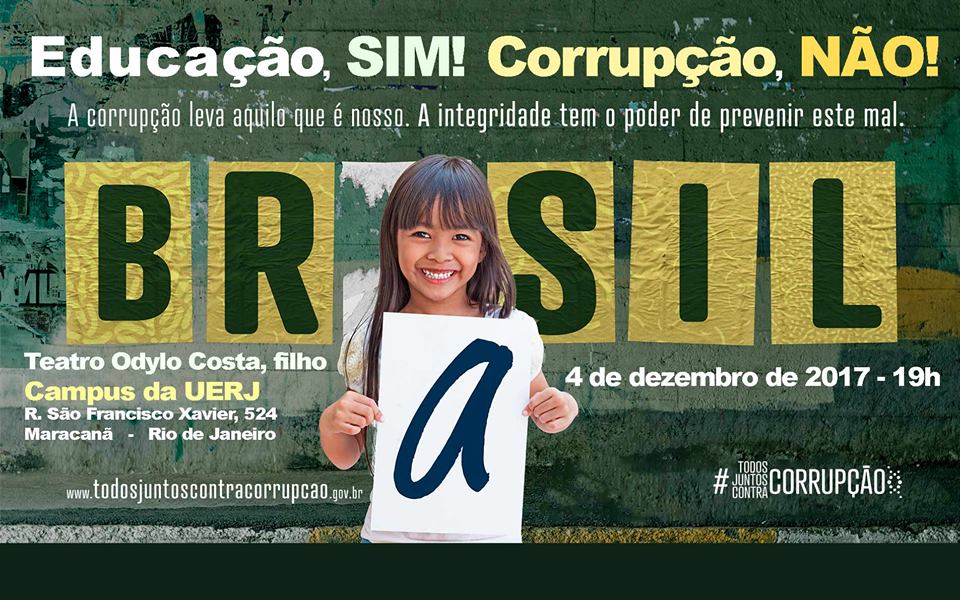 Educação, SIM! Corrupção, NÃO!
A corrupção leva aquilo que é nosso. A integridade tem o poder de prevenir este mal.
BR SIL
a
Teatro Odylo Costa, filho
Campus da UERJ
R. São Francisco Xavier, 524
Maracanã - Rio de Janeiro
4 de dezembro de 2017 - 19h
www.todosjuntoscontracorrupcao.gov.br
#TODOS JUNTOS CONTRA CORRUPÇÃO